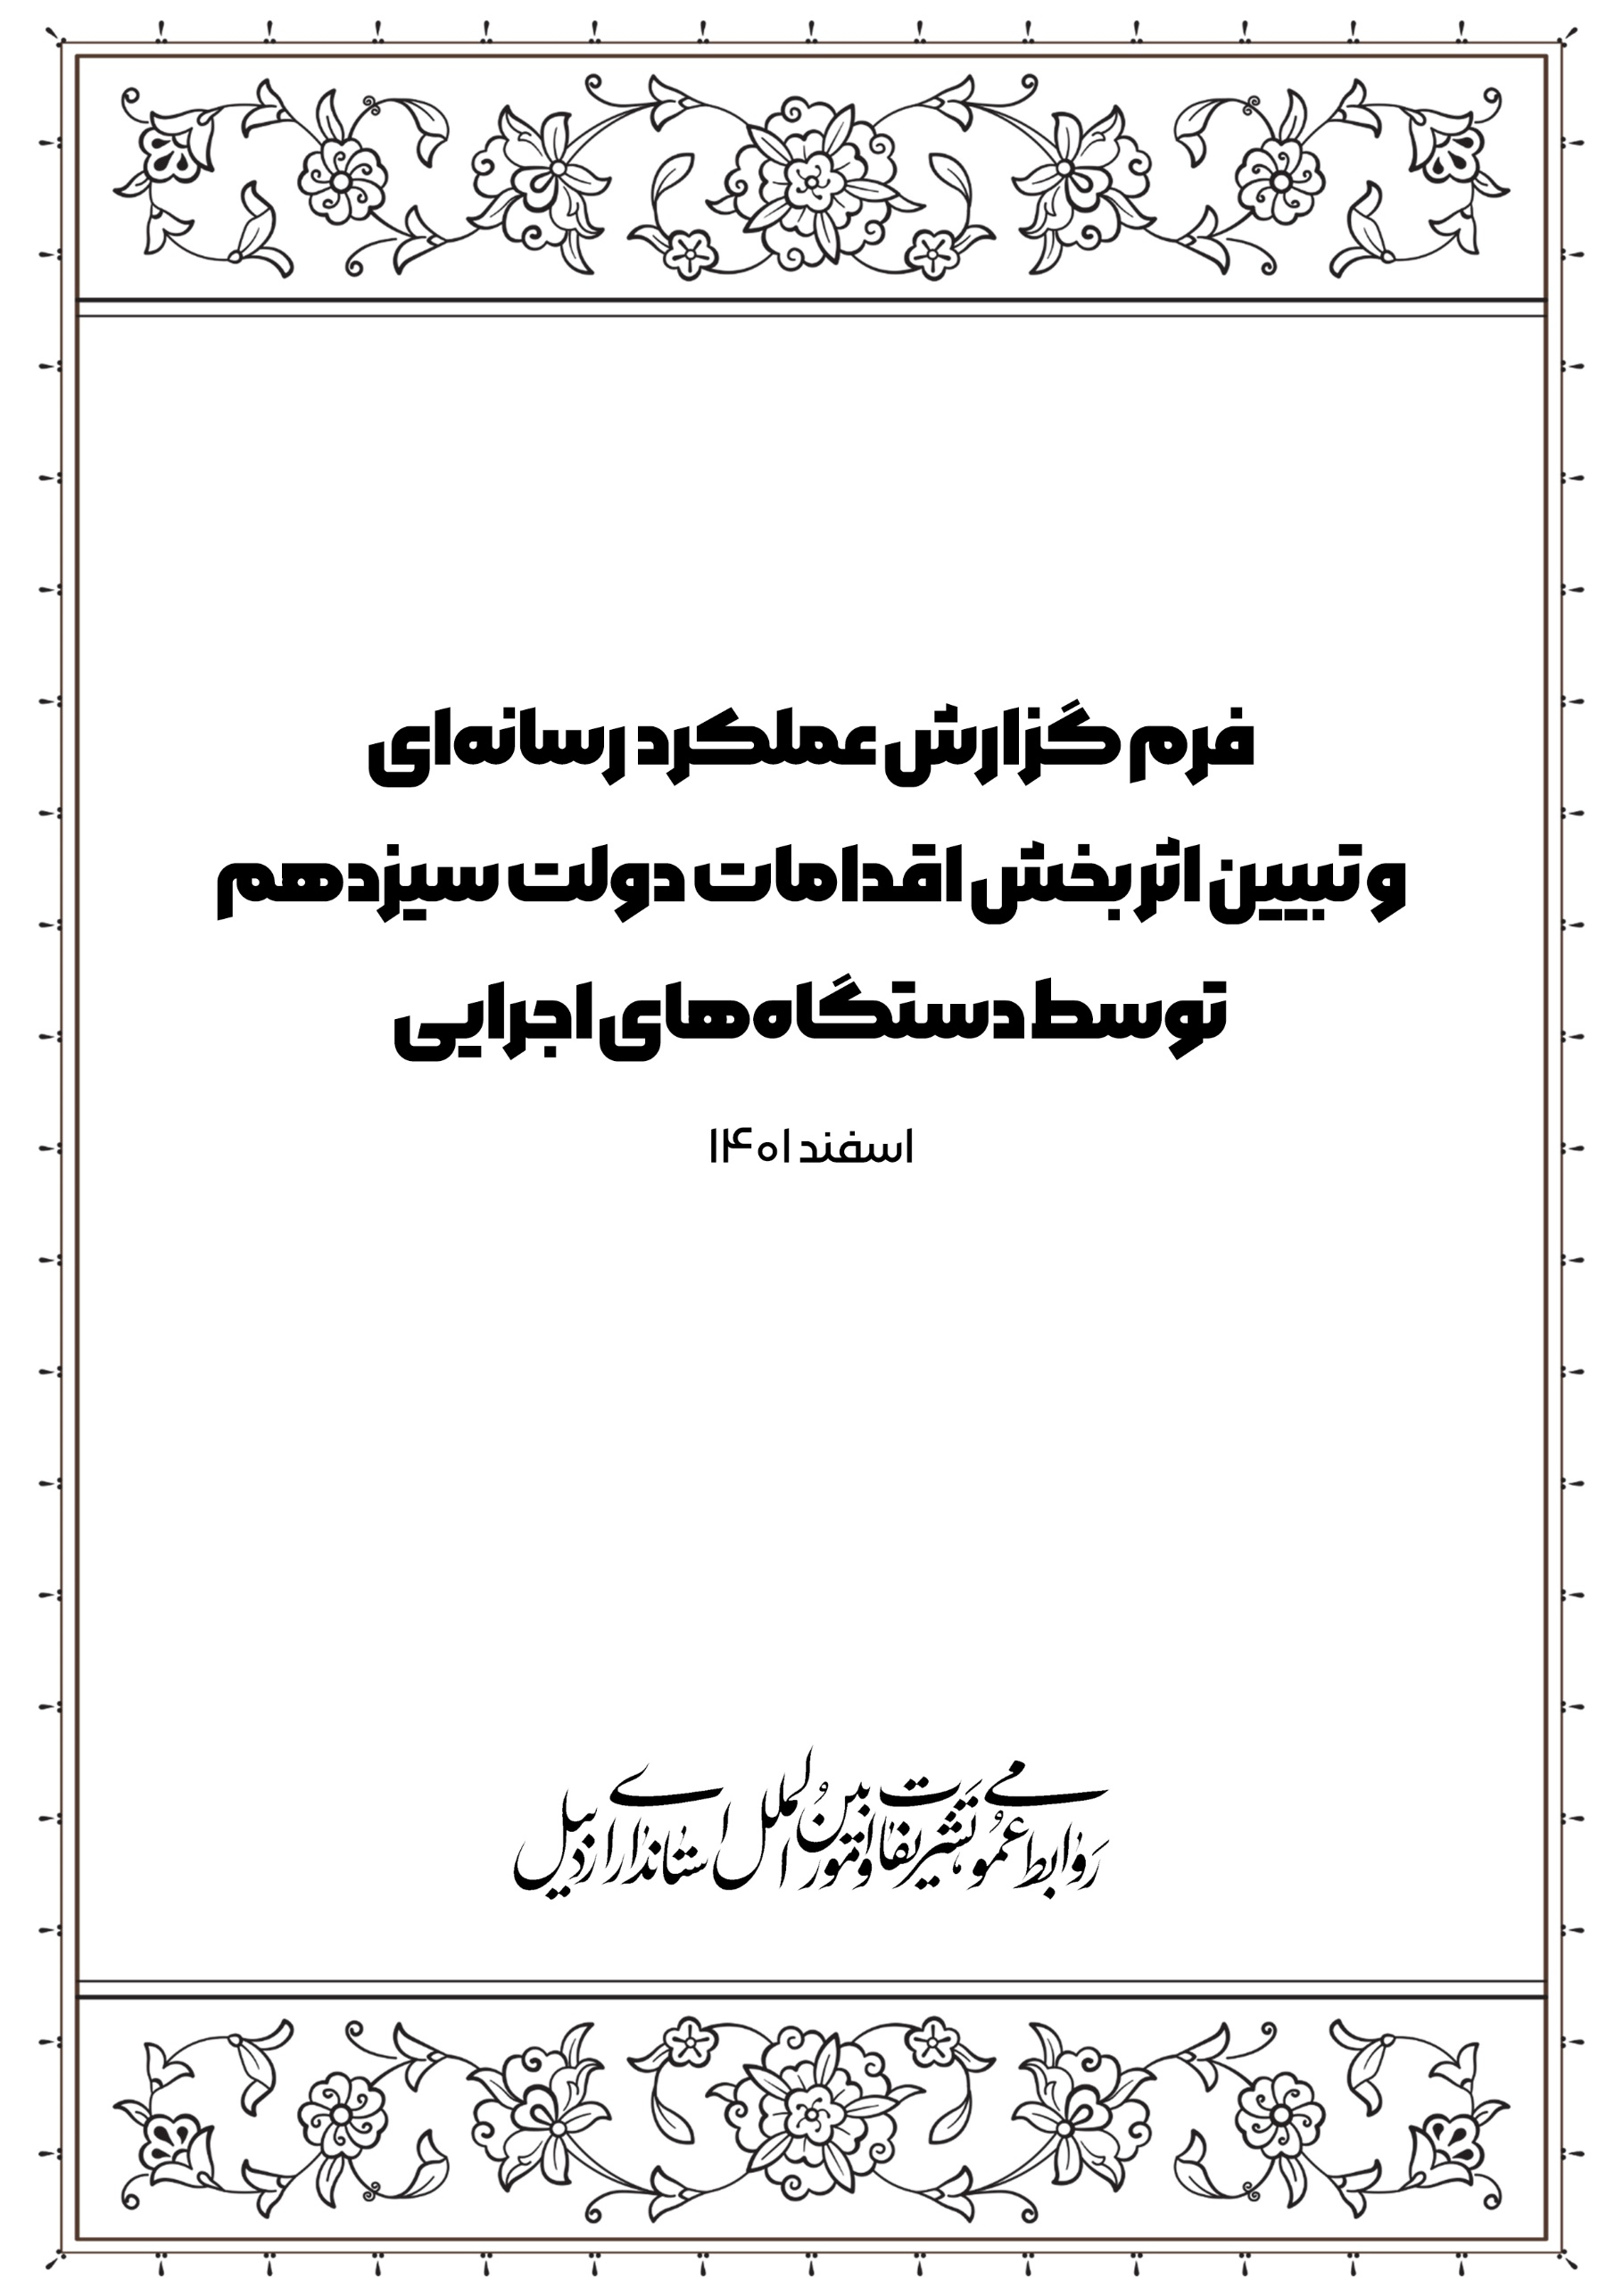 فرم گزارش عملکرد رسانه‌ای
و تبیین اثربخش اقدامات دولت سیزدهم
توسط دستگاه‌های اجرایی
اسفند ۱۴۰۱
روابط عمومی تشریفات و امور بین الملل استانداری اردبیل